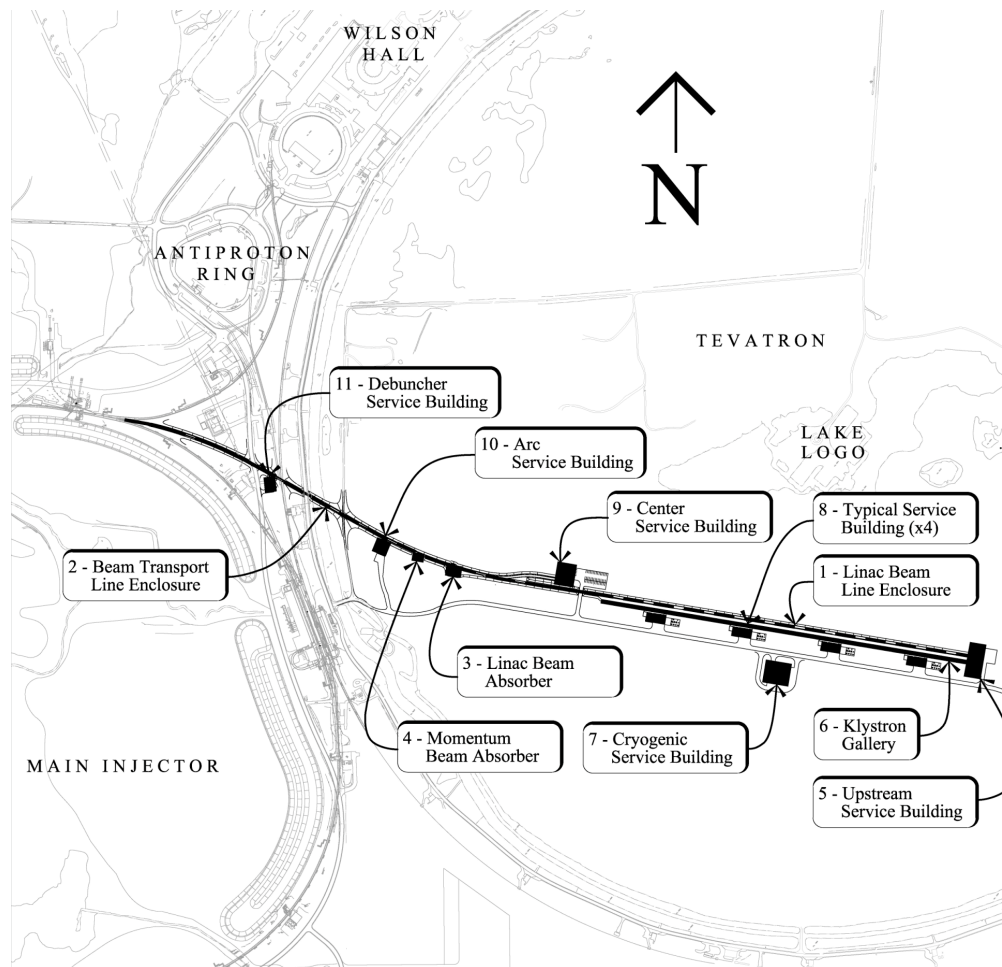 WILSON
HALL
N
ANTIPROTON
RING
TEVATRON
11 - Debuncher
Service Building
LAKE
LOGO
10 - Arc
Service Building
9 - Center
Service Building
8 - Typical Service
Building (x4)
2 - Beam Transport
Line Enclosure
1 - Linac Beam
Line Enclosure
3 - Linac Beam
Absorber
4 - Momentum
Beam Absorber
7 - Cryogenic
Service Building
6 - Klystron
Gallery
MAIN INJECTOR
5 - Upstream
Service Building